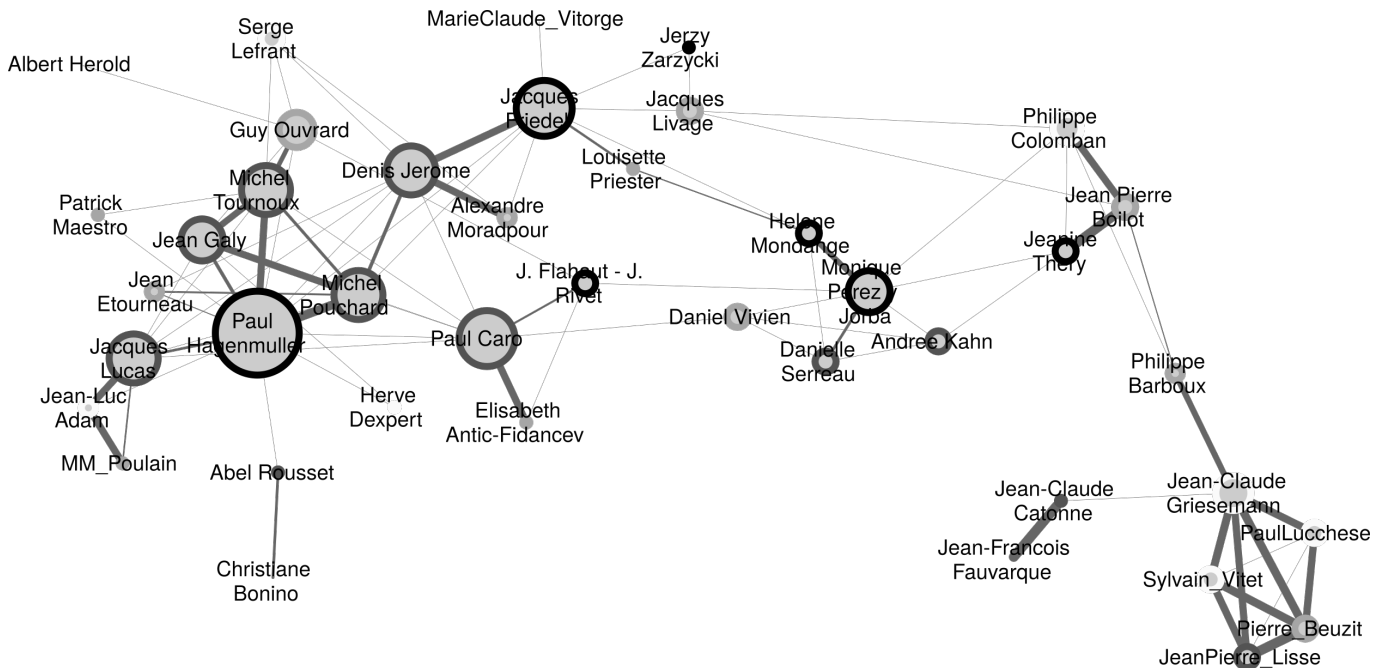 MarieClaude_Vitorge
Serge
Lefrant
Albert Herold
Jerzy
Zarzycki
Jacques
Friedel
Jacques
Livage
Guy Ouvrard
Philippe
Colomban
Louisette
Priester
Denis Jerome
Michel
Tournoux
Patrick
Maestro
Alexandre
Moradpour
Jean Pierre
Boilot
Jean Galy
Helene
Mondange
Jeanine
Thery
J. Flahaut - J.
Rivet
Monique
Perez y
Jorba
Jean
Etourneau
Michel
Pouchard
Paul
Hagenmuller
Daniel Vivien
Paul Caro
Andree Kahn
Jacques
Lucas
Danielle
Serreau
Philippe
Barboux
Jean-Luc
Adam
Herve
Dexpert
Elisabeth
Antic-Fidancev
MM_Poulain
Abel Rousset
Jean-Claude
Griesemann
Jean-Claude
Catonne
PaulLucchese
Jean-Francois
Fauvarque
Christiane
Bonino
Sylvain_Vitet
Pierre_Beuzit
JeanPierre_Lisse